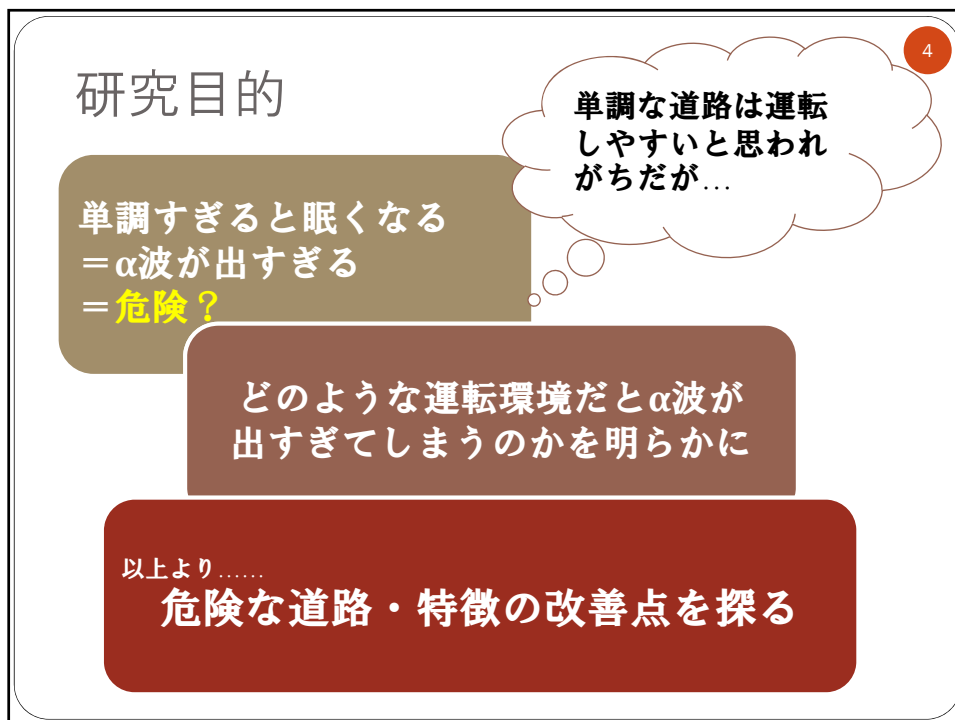 4
研究目的
単調な道路は運転
しやすいと思われ
がちだが…
単調すぎると眠くなる
＝α波が出すぎる
＝危険？
どのような運転環境だとα波が
出すぎてしまうのかを明らかに
以上より……
危険な道路・特徴の改善点を探る